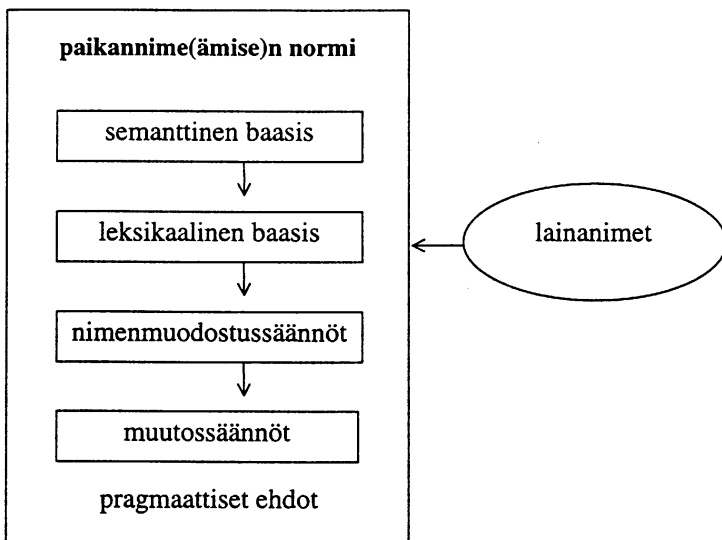 paikannime(ämise)n normi
semanttinen baasis
leksikaalinen baasis
lainanimet
nimenmuodostussäännöt
muutossäännöt
pragmaattiset ehdot